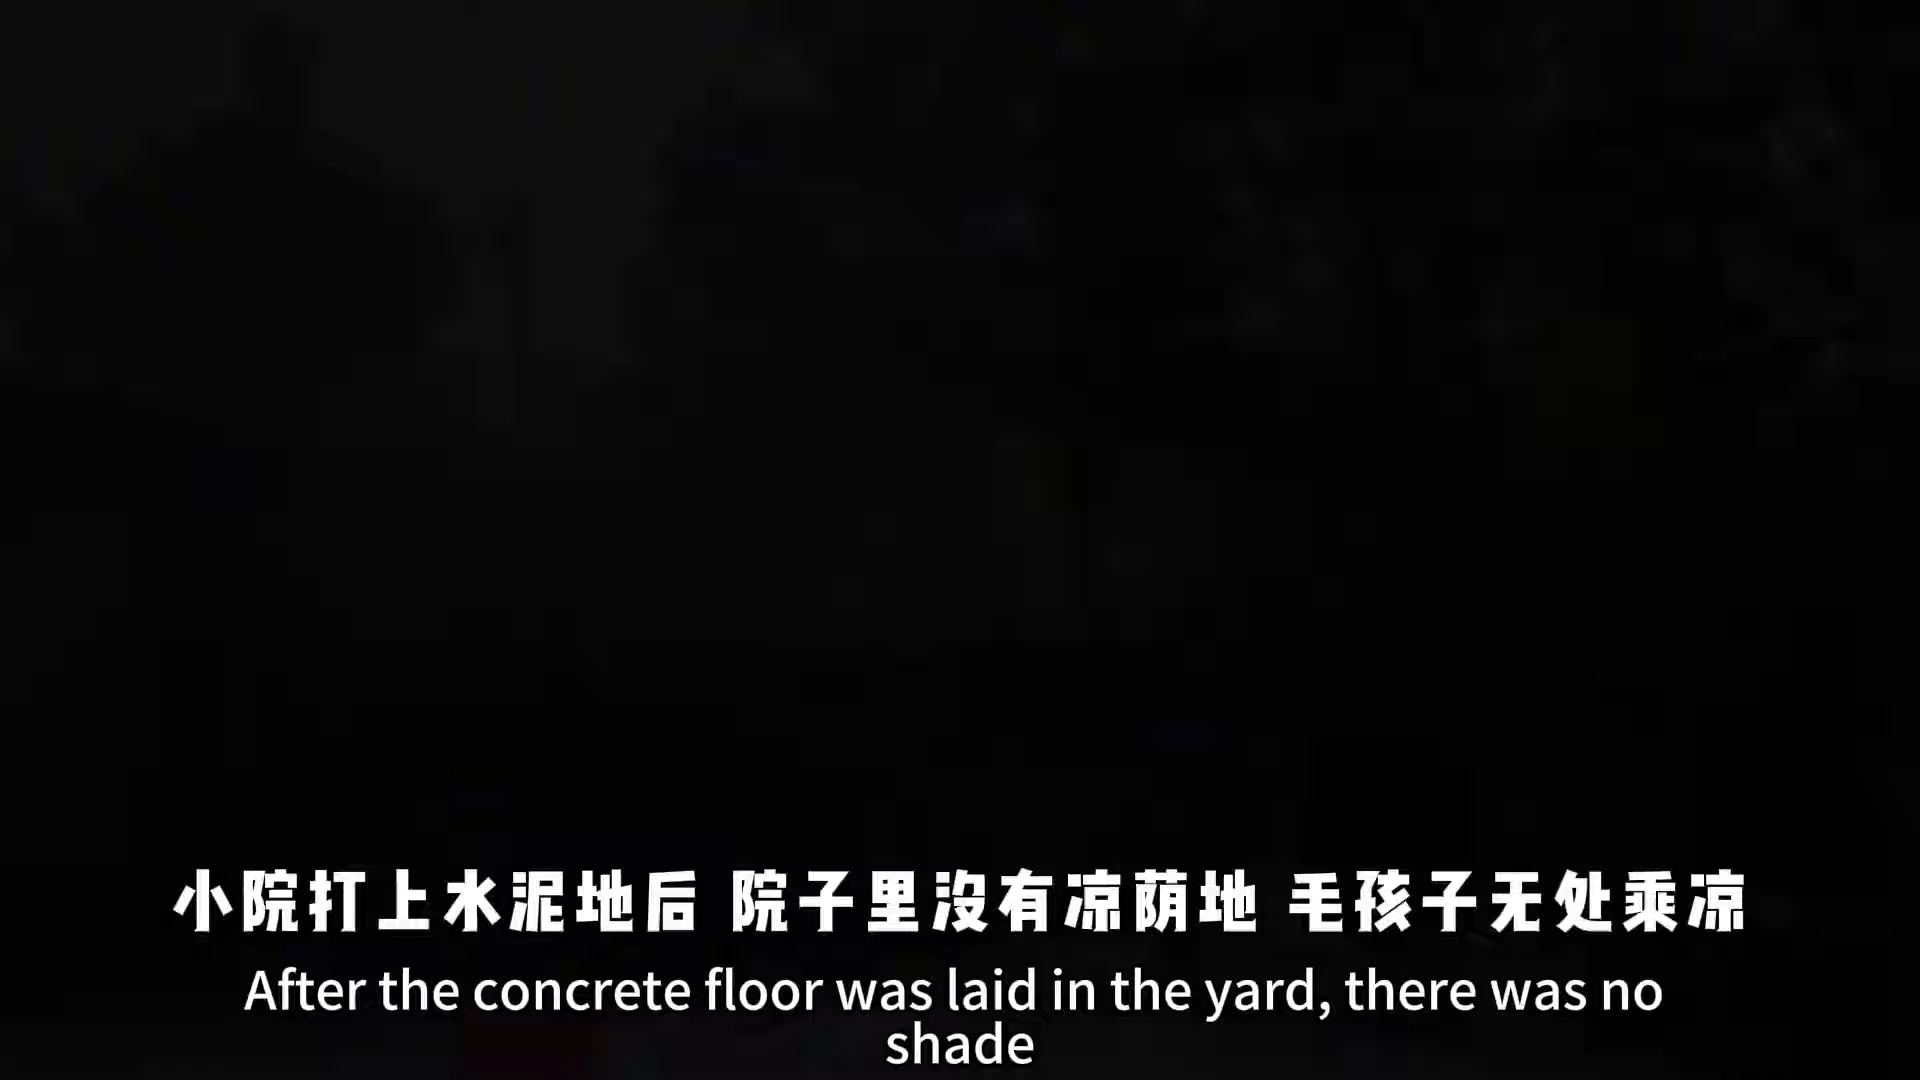 小院打上水泥地后 院子里没有凉荫地 毛孩子无处乘凉
After the concrete floor was laid in the yard, there was no
shade